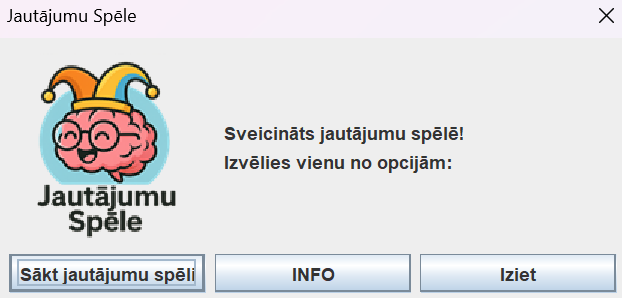 Jautājumu Spēle
Sveicināts jautājumu spēlē!
Izvēlies vienu no opcijām:
Jautājumu
Spēle
Sākt jautājumu spēli
INFO
Iziet